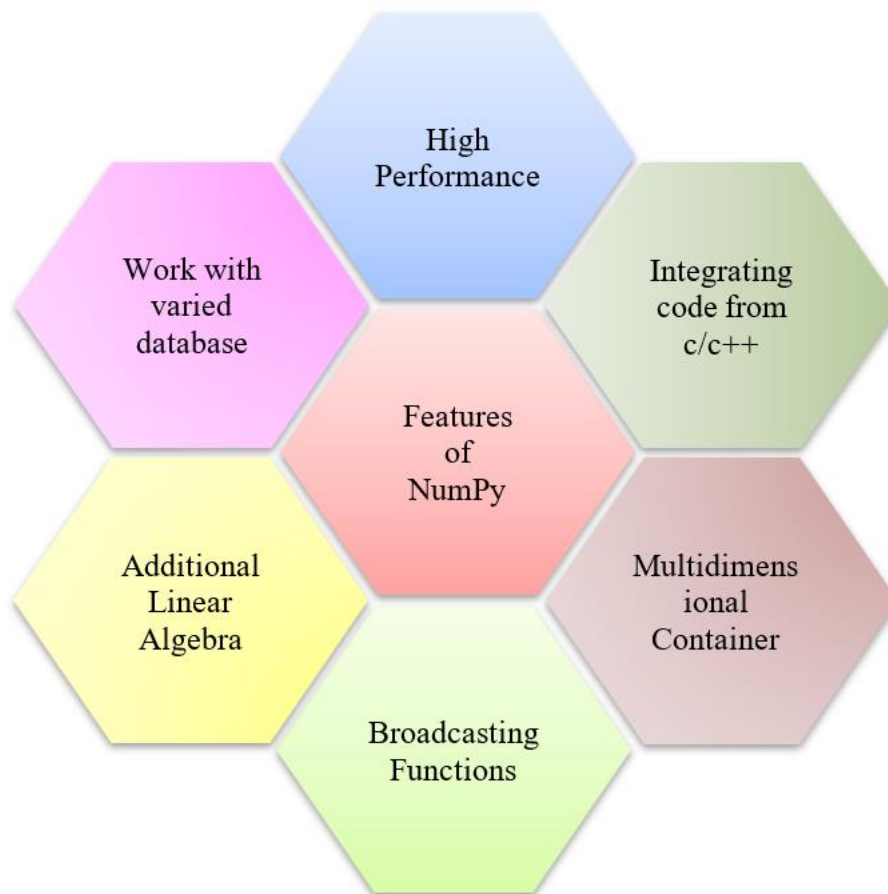 High
Performance
Work with
varied
database
Integrating
code from
c/c++
Features
of
NumPy
Additional
Linear
Algebra
Multidimens
ional
Container
Broadcasting
Functions